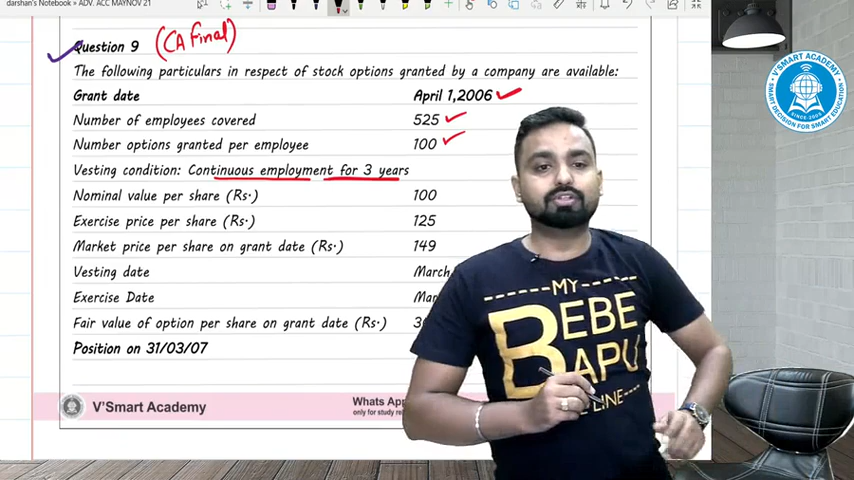 darshan's Notebook > ADV. ACC MAYNOV 21
Question 9 (CA Final)
The following particulars in respect of stock options granted by a company are available:
Grant date April 1,2006
Number of employees covered 525
Number options granted per employee 100
Vesting condition: Continuous employment for 3 years
Nominal value per share (Rs.) 100
Exercise price per share (Rs.) 125
Market price per share on grant date (Rs.) 149
Vesting date March
Exercise Date
Fair value of option per share on grant date (Rs.)
Position on 31/03/07
V'Smart Academy
Whats App
only for study
V'SMART ACADEMY
SMART DECISION FOR SMART EDUCATION
SINCE-2005
MY
BEBE
BAPU
LINE